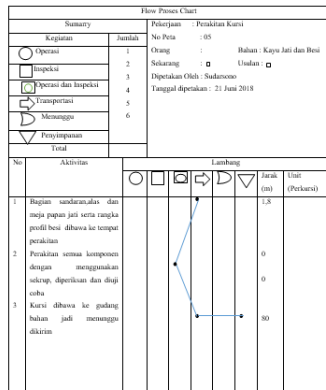 Flow Proses Chart
Sumarry
Pekerjaan : Perakitan Kursi
Kegiatan Jumlah
No Peta : 05
Operasi 1
Orang : Bahan : Kayu Jati dan Besi
Inspeksi 2
Sekarang : Usulan :
Operasi dan Inspeksi 3
Dipetakan Oleh : Sudarsono
Transportasi 4
Tanggal dipetakan : 21 Juni 2018
Menunggu 5
Penyimpanan 6
Total
No Aktivitas Lambang
Jarak (m) Unit (Perkursi)
1 Bagian sandaran,alas dan 1,8
meja papan jati serta rangka
profil besi dibawa ke tempat
perakitan
2 Perakitan semua komponen 0
dengan menggunakan
sekrup, diperiksan dan diuji 0
coba
3 Kursi dibawa ke gudang
bahan jadi menunggu 80
dikirim